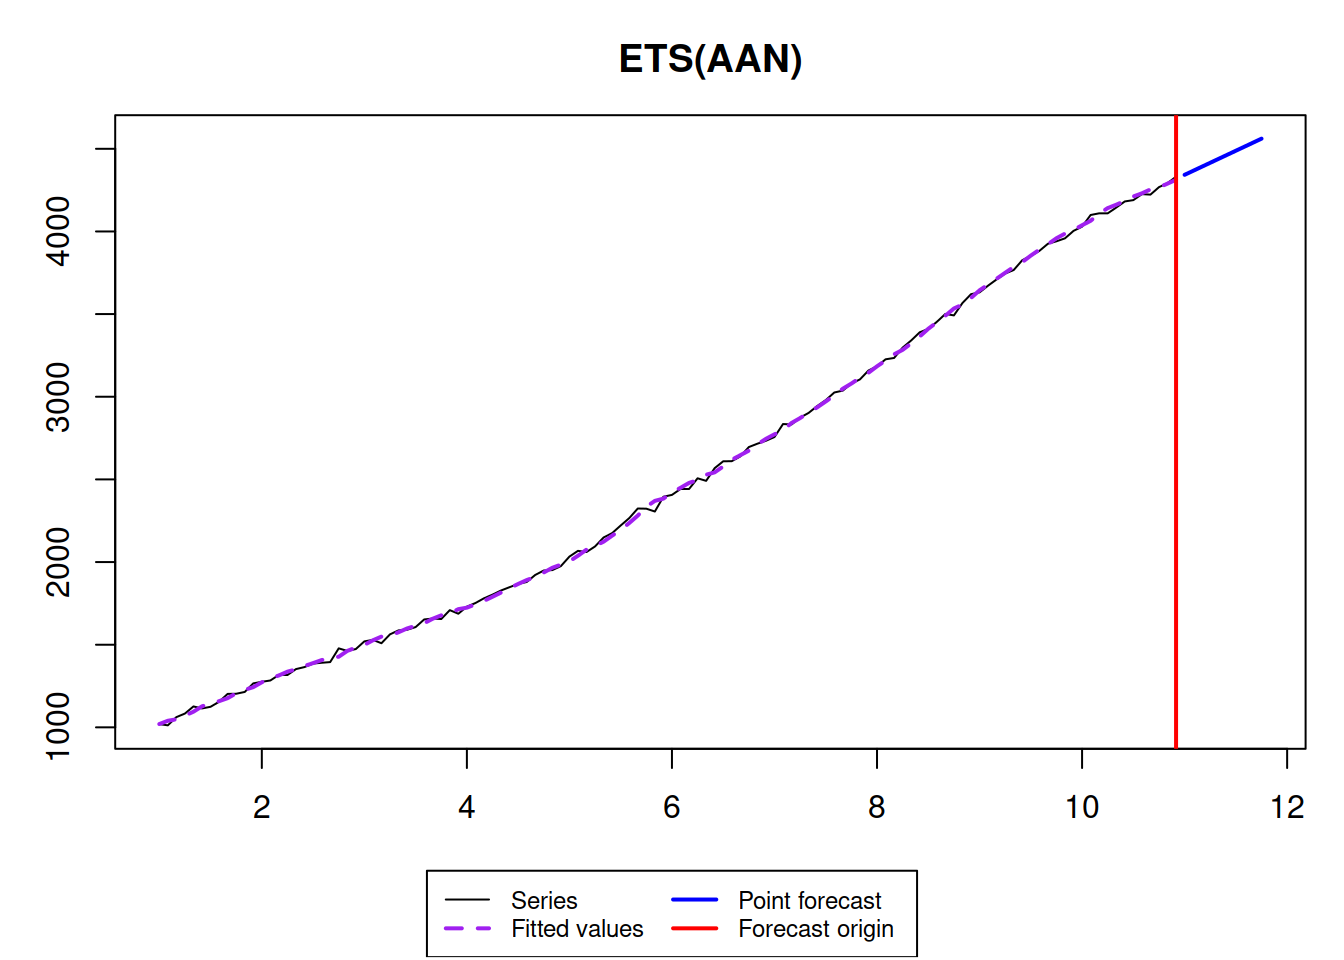 ETS(AAN)
4000
3000
2000
1000
2 4 6 8 10 12
Series Point forecast
Fitted values Forecast origin